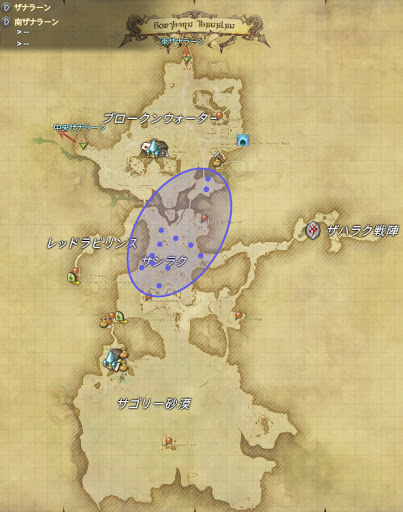 Ⓓ ザナラーン
Ⓓ 南ザナラーン
> --
> --
Southern Thanalan
東ザナラーン
ブロークンウォーター
中央ザナラーン
レッドラビリンス
ザハラク戦陣
サンラク
サゴリー砂漠